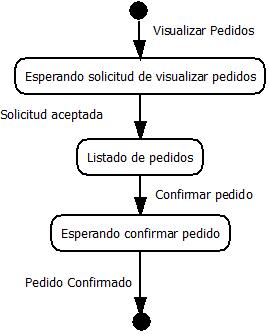 Visualizar Pedidos
Esperando solicitud de visualizar pedidos
Solicitud aceptada
Listado de pedidos
Confirmar pedido
Esperando confirmar pedido
Pedido Confirmado